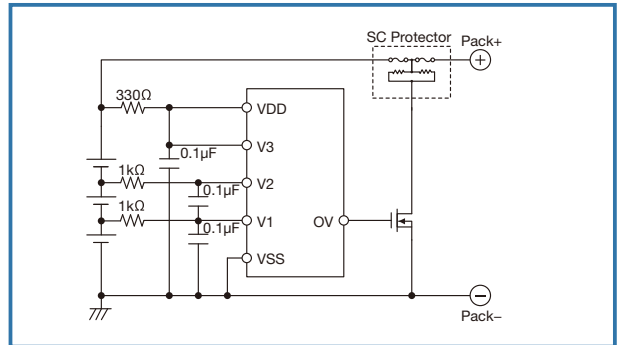 SC Protector
Pack+
330Ω
VDD
0.1μF
V3
1kΩ
0.1μF
V2
1kΩ
0.1μF
V1
OV
VSS
Pack−